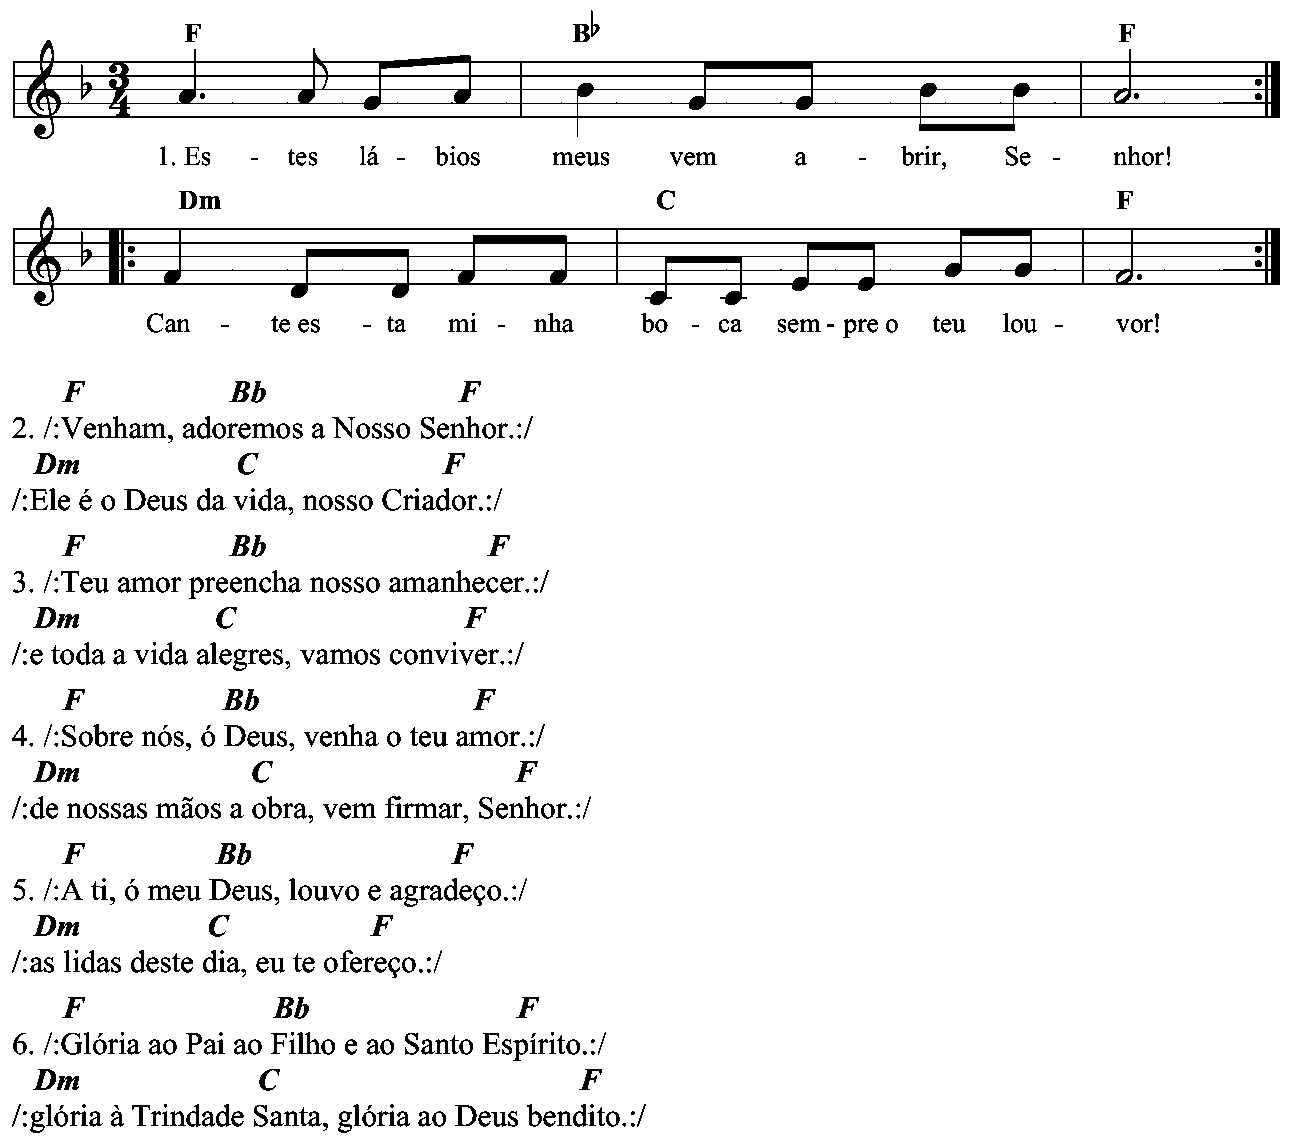 F B♭ F
3/4
1. Es - tes lá - bios meus vem a - brir, Se - nhor!
Dm C F
Can - te es - ta mi - nha bo - ca sem - pre o teu lou - vor!
F Bb F
2. /:Venham, adoremos a Nosso Senhor.:/
Dm C F
/:Ele é o Deus da vida, nosso Criador.:/
F Bb F
3. /:Teu amor preencha nosso amanhecer.:/
Dm C F
/:e toda a vida alegres, vamos conviver.:/
F Bb F
4. /:Sobre nós, ó Deus, venha o teu amor.:/
Dm C F
/:de nossas mãos a obra, vem firmar, Senhor.:/
F Bb F
5. /:A ti, ó meu Deus, louvo e agradeço.:/
Dm C F
/:as lidas deste dia, eu te ofereço.:/
F Bb F
6. /:Glória ao Pai ao Filho e ao Santo Espírito.:/
Dm C F
/:glória à Trindade Santa, glória ao Deus bendito.:/